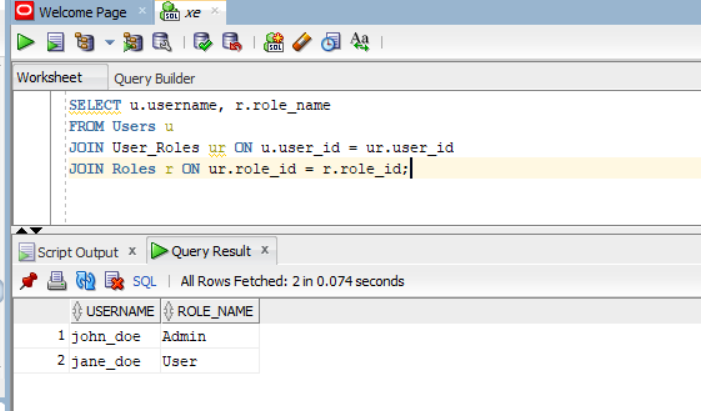 Welcome Page × xe ×
Worksheet Query Builder
SELECT u.username, r.role_name
FROM Users u
JOIN User_Roles ur ON u.user_id = ur.user_id
JOIN Roles r ON ur.role_id = r.role_id;
Script Output x Query Result x
SQL | All Rows Fetched: 2 in 0.074 seconds
USERNAME ROLE_NAME
1 john_doe Admin
2 jane_doe User